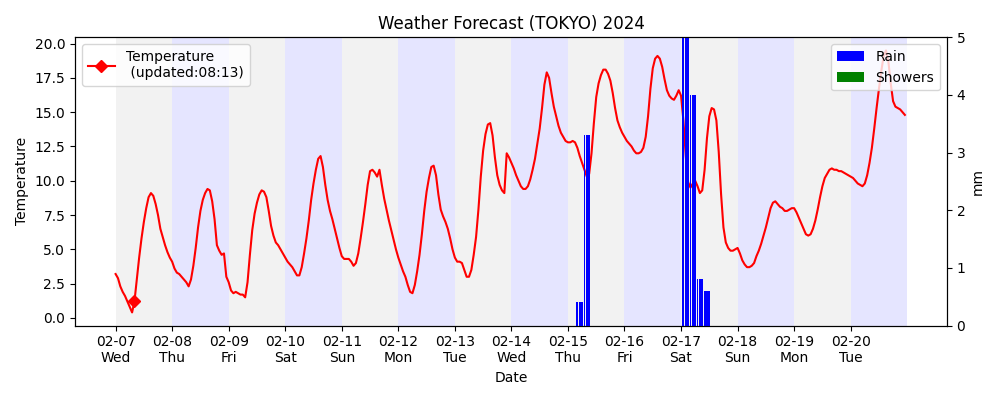 Weather Forecast (TOKYO) 2024
Temperature
(updated:08:13)
Rain
Showers
20.0
17.5
15.0
12.5
10.0
7.5
5.0
2.5
0.0
Temperature
5
4
3
2
1
0
mm
02-07 02-08 02-09 02-10 02-11 02-12 02-13 02-14 02-15 02-16 02-17 02-18 02-19 02-20
Wed Thu Fri Sat Sun Mon Tue Wed Thu Fri Sat Sun Mon Tue
Date